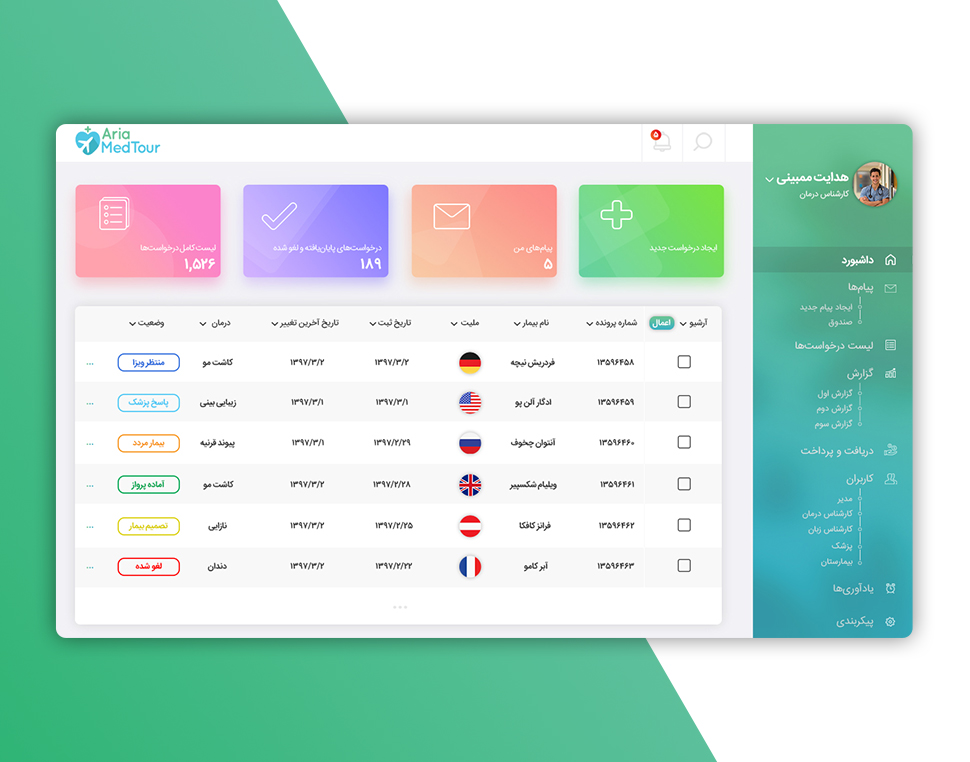 Aria
MedTour
۵
هدایت ممبینی
کارشناس درمان
داشبورد
پیام‌ها
ایجاد پیام جدید
صندوق
لیست درخواست‌ها
گزارش
گزارش اول
گزارش دوم
گزارش سوم
دریافت و پرداخت
کاربران
مدیر
کارشناس درمان
کارشناس زبان
پزشک
بیمارستان
یادآوری‌ها
پیکربندی
ایجاد درخواست جدید
پیام‌های من
۵
درخواست‌های پایان‌یافته و لغو شده
۱۸۹
لیست کامل درخواست‌ها
۱,۵۲۶
آرشیو اعمال شماره پرونده نام بیمار ملیت تاریخ ثبت تاریخ آخرین تغییر درمان وضعیت
۱۳۵۹۶۴۵۸ فردریش نیچه ۱۳۹۷/۳/۲ ۱۳۹۷/۳/۲ کاشت مو منتظر ویزا ...
۱۳۵۹۶۴۵۹ ادگار آلن پو ۱۳۹۷/۳/۱ ۱۳۹۷/۳/۱ زیبایی بینی پاسخ پزشک ...
۱۳۵۹۶۴۶۰ آنتوان چخوف ۱۳۹۷/۲/۲۹ ۱۳۹۷/۳/۱ پیوند قرنیه بیمار مردد ...
۱۳۵۹۶۴۶۱ ویلیام شکسپیر ۱۳۹۷/۲/۲۸ ۱۳۹۷/۳/۲ کاشت مو آماده پرواز ...
۱۳۵۹۶۴۶۲ فرانز کافکا ۱۳۹۷/۲/۲۵ ۱۳۹۷/۳/۲ نازایی تصمیم بیمار ...
۱۳۵۹۶۴۶۳ آلبر کامو ۱۳۹۷/۲/۲۲ ۱۳۹۷/۳/۲ دندان لغو شده ...